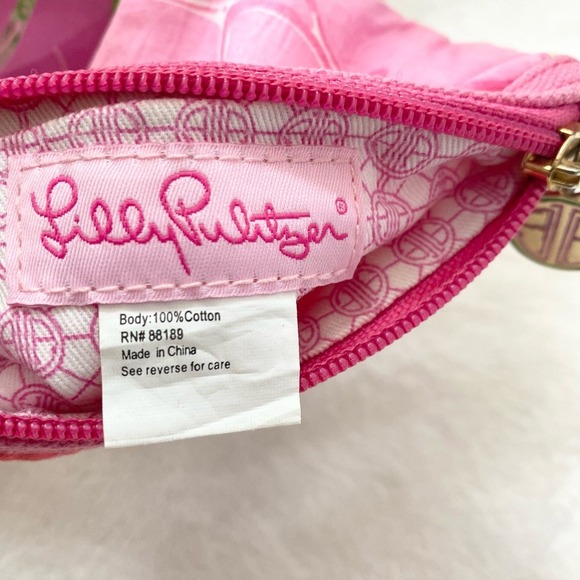 Lilly Pulitzer®
Body:100%Cotton
RN# 88189
Made in China
See reverse for care